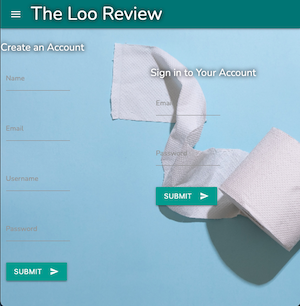 The Loo Review
Create an Account
Name
Email
Username
Password
SUBMIT
Sign in to Your Account
Email
Password
SUBMIT